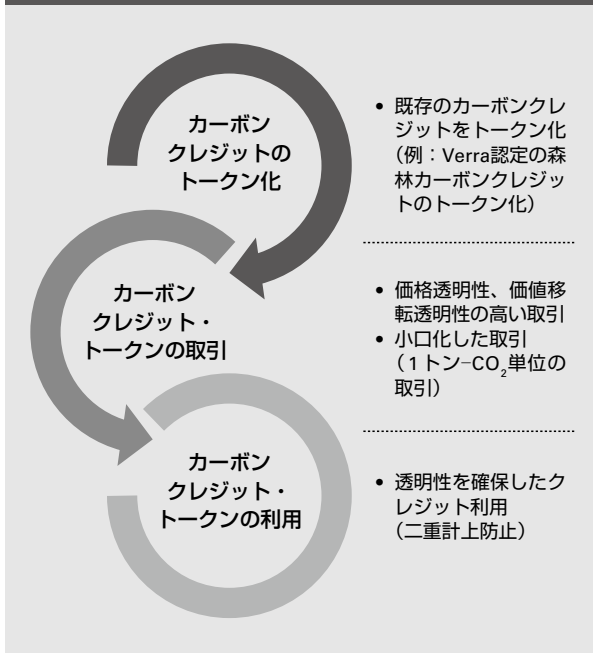 カーボン
クレジットの
トークン化
• 既存のカーボンクレ
ジットをトークン化
（例：Verra認定の森
林カーボンクレジッ
トのトークン化）
カーボン
クレジット・
トークンの取引
• 価格透明性、価値移
転透明性の高い取引
• 小口化した取引
（1トン−CO₂単位の
取引）
カーボン
クレジット・
トークンの利用
• 透明性を確保したク
レジット利用
（二重計上防止）